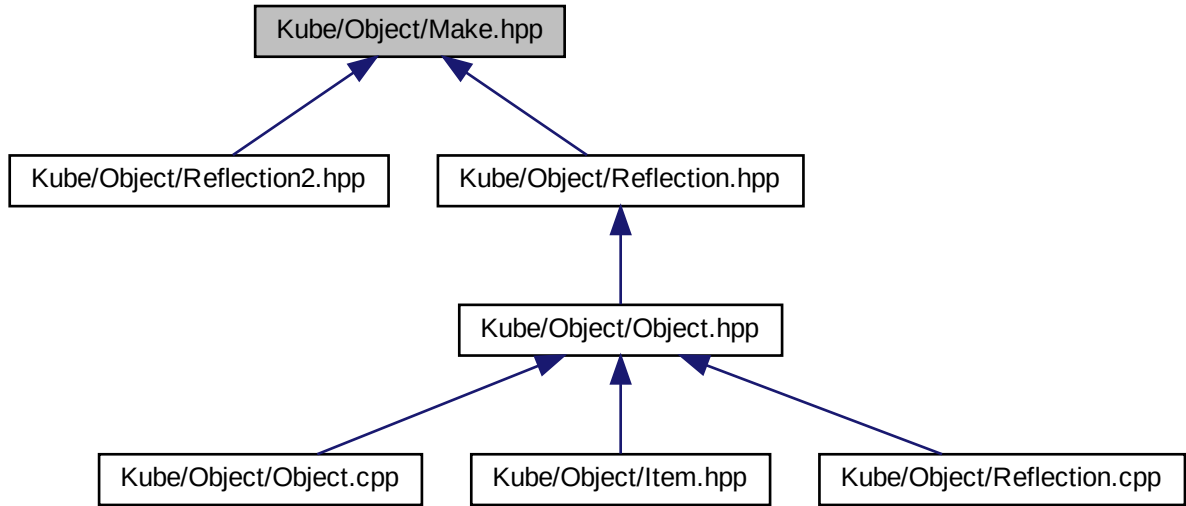 Kube/Object/Make.hpp
Kube/Object/Reflection2.hpp
Kube/Object/Reflection.hpp
Kube/Object/Object.hpp
Kube/Object/Object.cpp
Kube/Object/Item.hpp
Kube/Object/Reflection.cpp